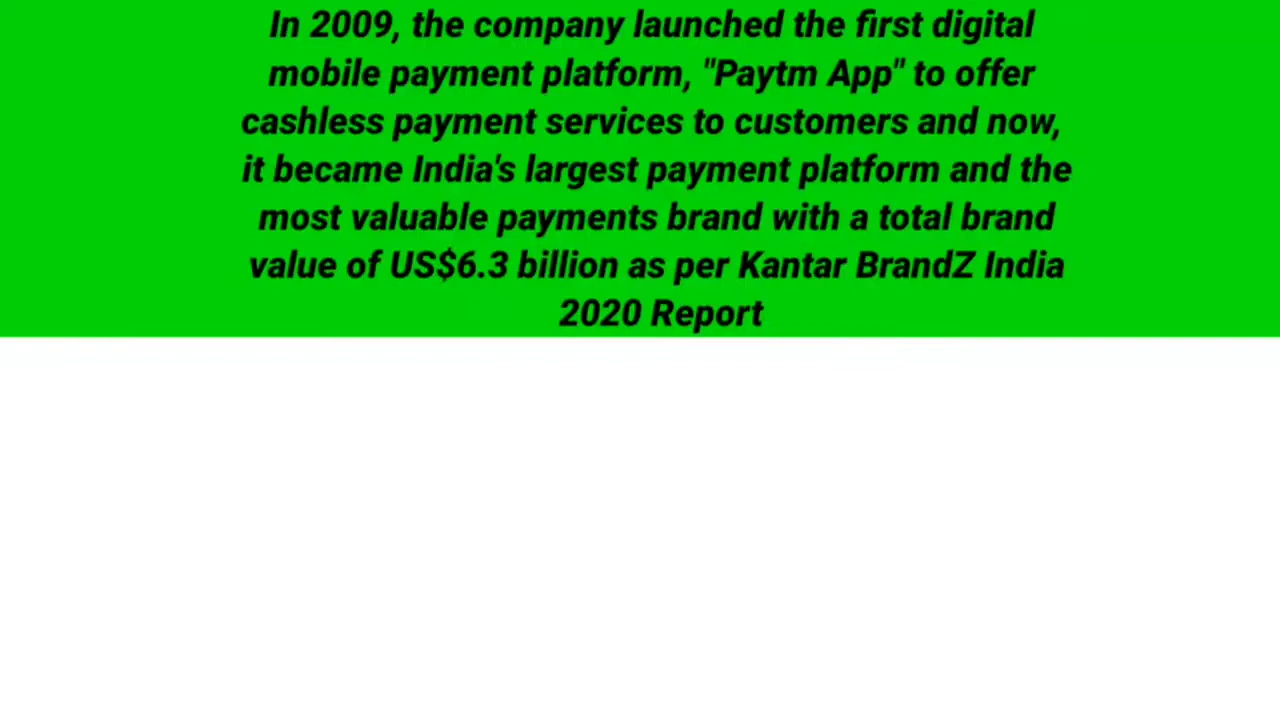 In 2009, the company launched the first digital
mobile payment platform, "Paytm App" to offer
cashless payment services to customers and now,
it became India's largest payment platform and the
most valuable payments brand with a total brand
value of US$6.3 billion as per Kantar BrandZ India
2020 Report